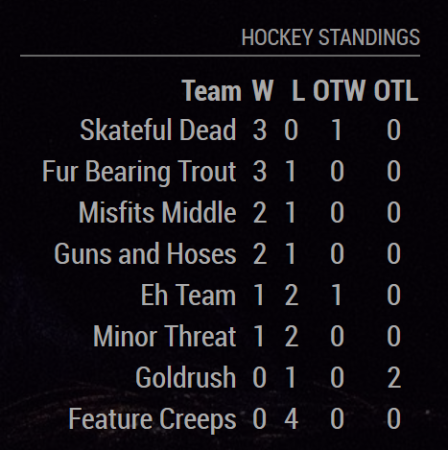 HOCKEY STANDINGS
Team W L OTW OTL
Skateful Dead 3 0 1 0
Fur Bearing Trout 3 1 0 0
Misfits Middle 2 1 0 0
Guns and Hoses 2 1 0 0
Eh Team 1 2 1 0
Minor Threat 1 2 0 0
Goldrush 0 1 0 2
Feature Creeps 0 4 0 0